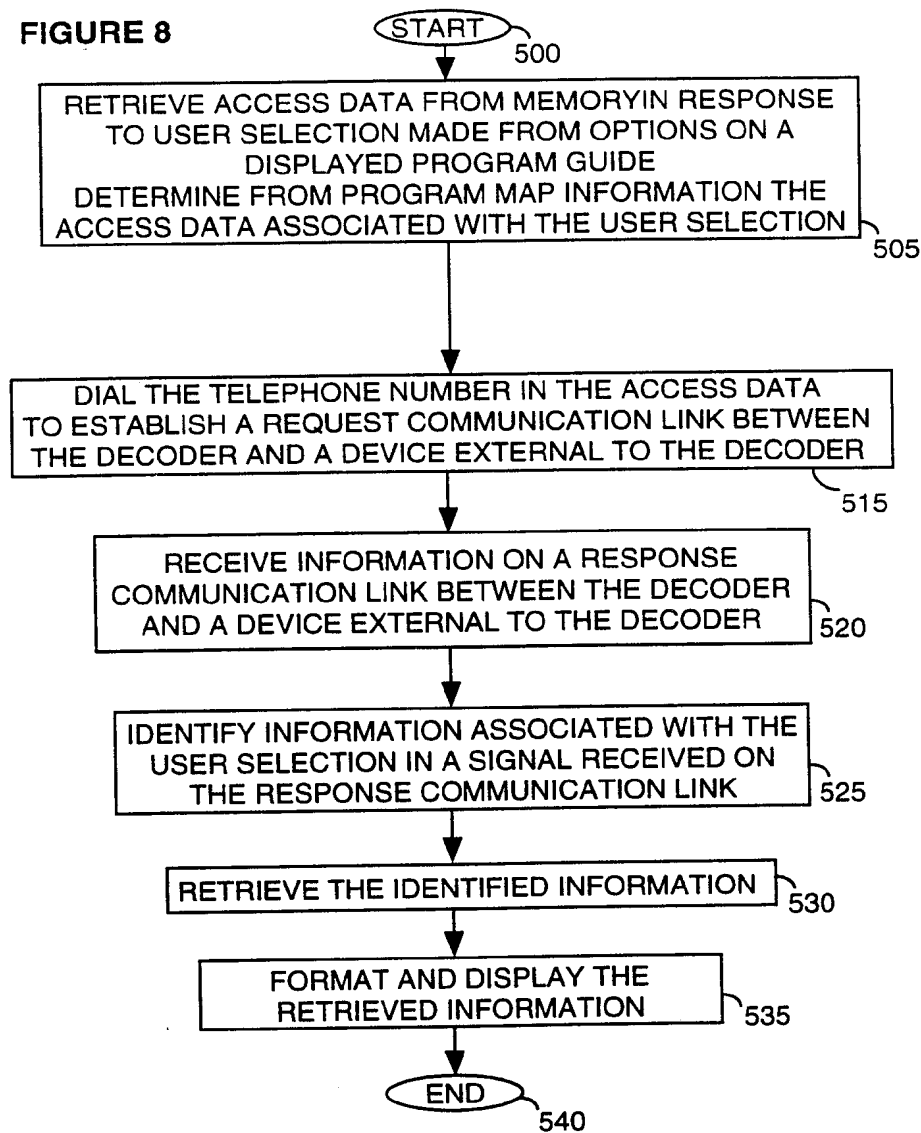 FIGURE 8
START
500
RETRIEVE ACCESS DATA FROM MEMORYIN RESPONSE
TO USER SELECTION MADE FROM OPTIONS ON A
DISPLAYED PROGRAM GUIDE
DETERMINE FROM PROGRAM MAP INFORMATION THE
ACCESS DATA ASSOCIATED WITH THE USER SELECTION
505
DIAL THE TELEPHONE NUMBER IN THE ACCESS DATA
TO ESTABLISH A REQUEST COMMUNICATION LINK BETWEEN
THE DECODER AND A DEVICE EXTERNAL TO THE DECODER
515
RECEIVE INFORMATION ON A RESPONSE
COMMUNICATION LINK BETWEEN THE DECODER
AND A DEVICE EXTERNAL TO THE DECODER
520
IDENTIFY INFORMATION ASSOCIATED WITH THE
USER SELECTION IN A SIGNAL RECEIVED ON
THE RESPONSE COMMUNICATION LINK
525
RETRIEVE THE IDENTIFIED INFORMATION
530
FORMAT AND DISPLAY THE
RETRIEVED INFORMATION
535
END
540